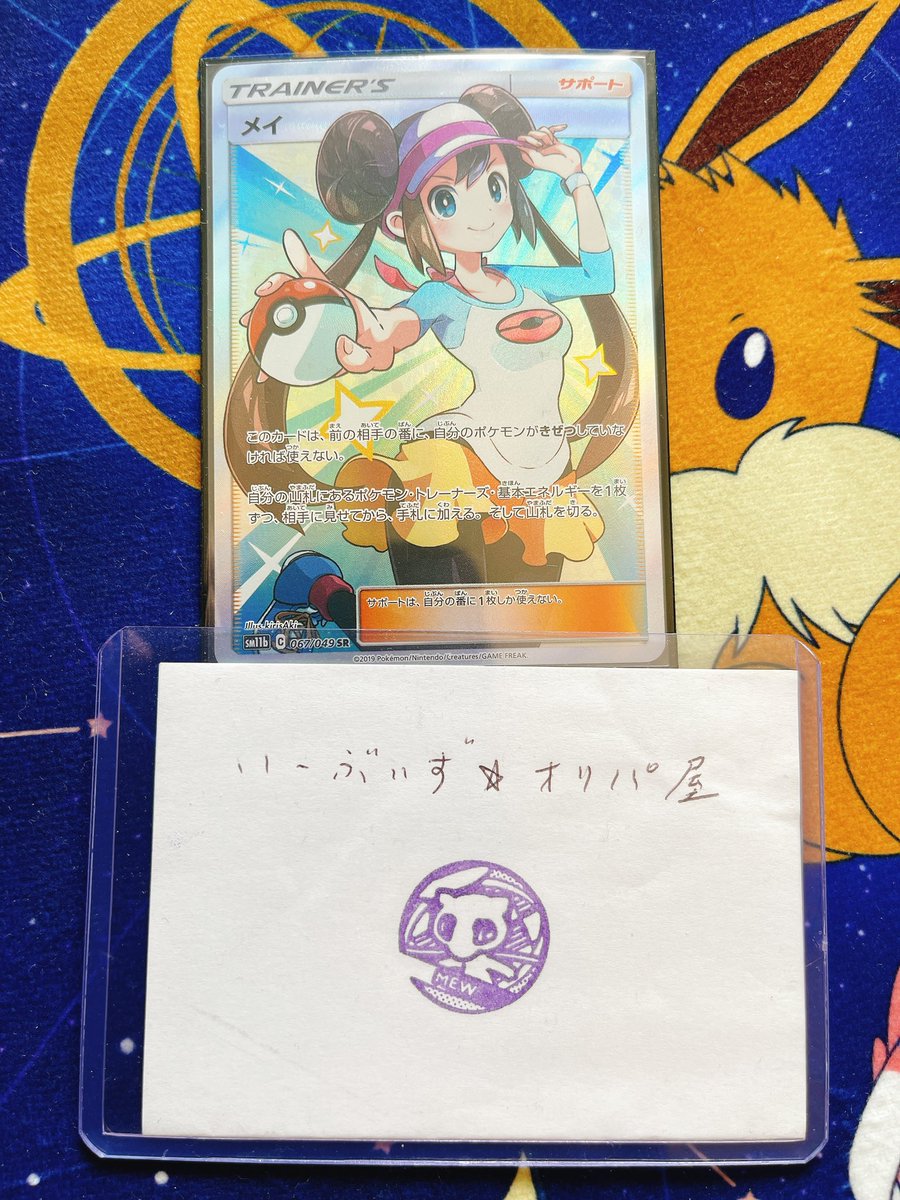 TRAINER'S サポート
メイ
このカードは、前の相手の番に、自分のポケモンがきぜつしていな
ければ使えない。
自分の山札にあるポケモン・トレーナーズ・基本エネルギーを1枚
ずつ、相手に見せてから、手札に加える。そして山札を切る。
サポートは、自分の番に1枚しか使えない。
Illus. kirisAki
sm11b C 067/049 SR
©2019 Pokémon/Nintendo/Creatures/GAME FREAK.
いーぶいず☆オリパ屋
MEW